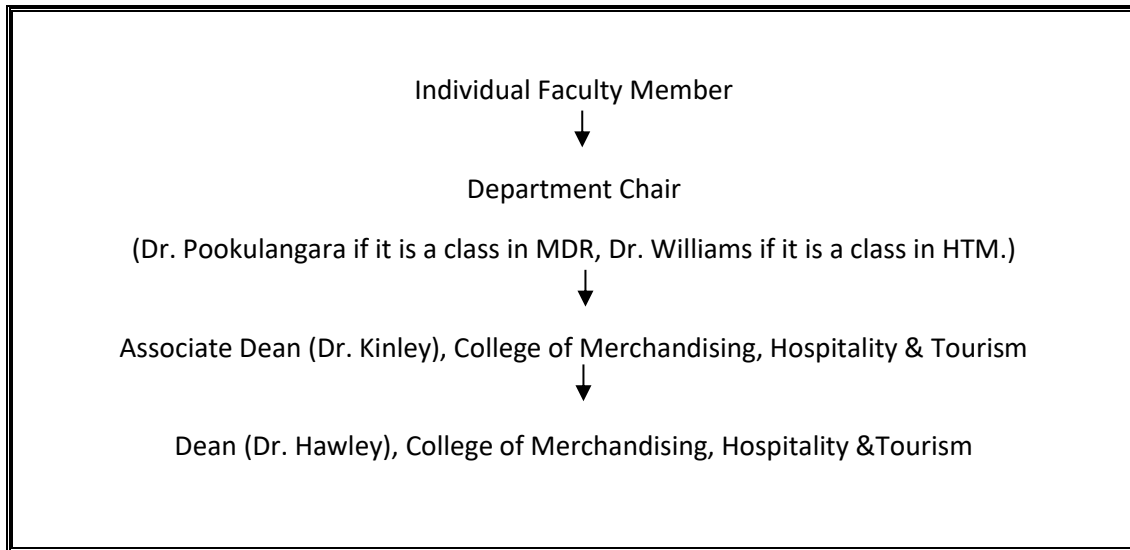 Individual Faculty Member
Department Chair
(Dr. Pookulangara if it is a class in MDR, Dr. Williams if it is a class in HTM.)
Associate Dean (Dr. Kinley), College of Merchandising, Hospitality & Tourism
Dean (Dr. Hawley), College of Merchandising, Hospitality &Tourism